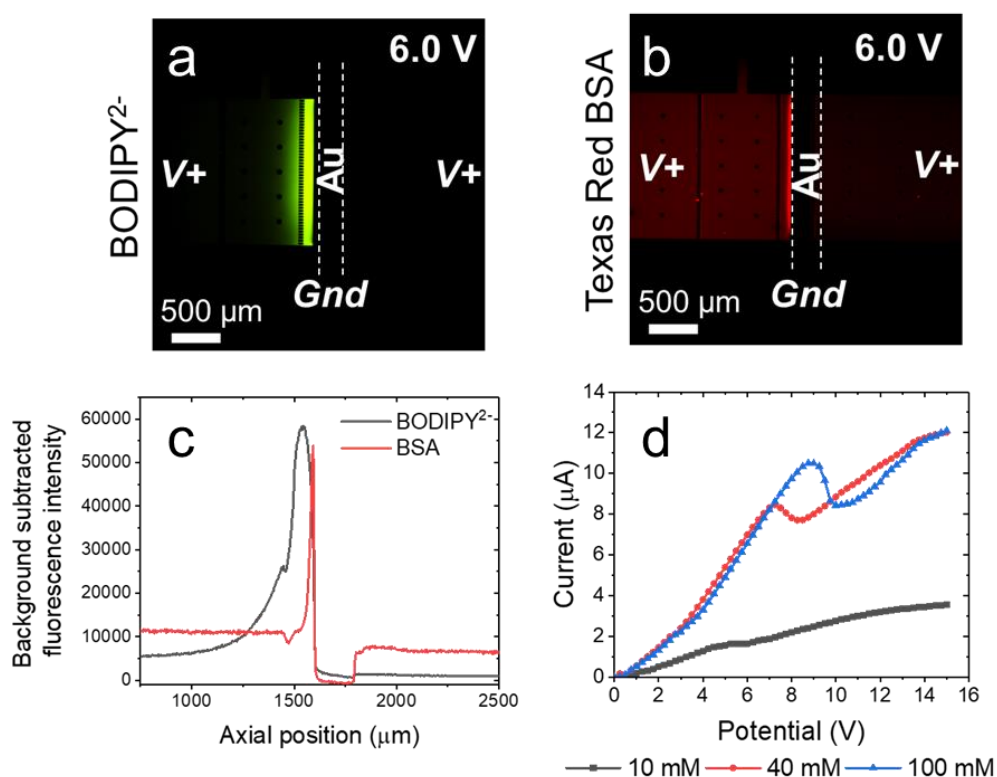 a
6.0 V
BODIPY²⁻
V+
Au
V+
Gnd
500 μm
b
6.0 V
Texas Red BSA
V+
Au
V+
Gnd
500 μm
c
Background subtracted
fluorescence intensity
60000
50000
40000
30000
20000
10000
0
1000
1500
2000
2500
Axial position (μm)
BODIPY²⁻
BSA
d
Current (μA)
14
12
10
8
6
4
2
0
0 2 4 6 8 10 12 14 16
Potential (V)
10 mM 40 mM 100 mM